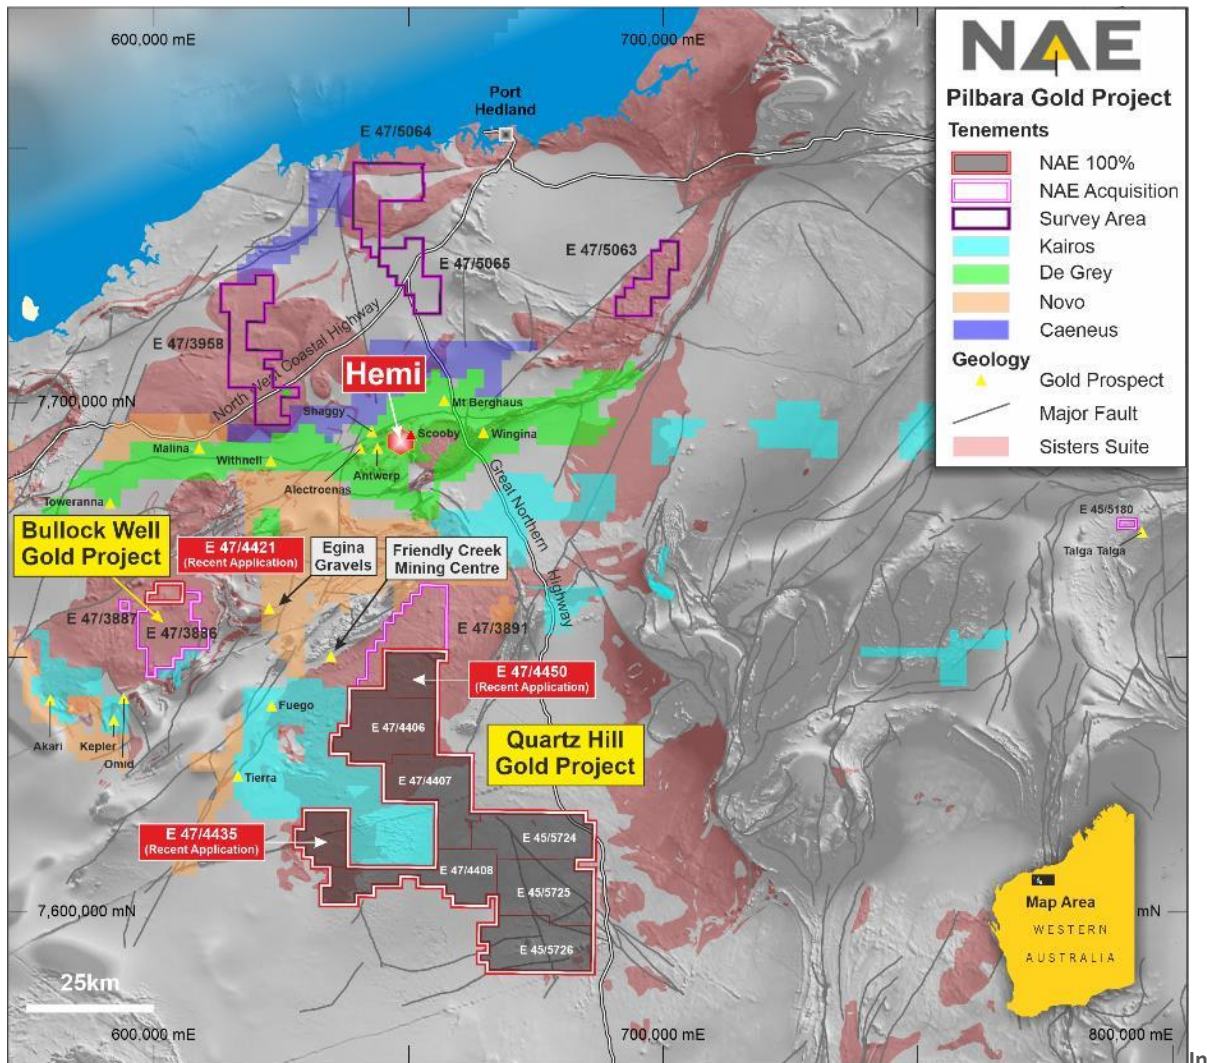 600,000 mE
700,000 mE
NAE
Pilbara Gold Project
Tenements
NAE 100%
NAE Acquisition
Survey Area
Kairos
De Grey
Novo
Caeneus
Geology
Gold Prospect
Major Fault
Sisters Suite
Port
Hedland
E 47/5064
E 47/5065
E 47/5063
E 47/3958
North West Coastal Highway
Hemi
7,700,000 mN
Shaggy
Mt Berghaus
Scooby
Wingina
Malina
Withnell
Antwerp
Alectroenas
Toweranna
Great Northern
Highway
E 45/5180
Talga Talga
Bullock Well
Gold Project
E 47/4421
(Recent Application)
Egina
Gravels
Friendly Creek
Mining Centre
E 47/3887
E 47/3886
E 47/3891
E 47/4450
(Recent Application)
Fuego
E 47/4406
Quartz Hill
Gold Project
Akari
Kepler
Omid
Tierra
E 47/4407
E 47/4435
(Recent Application)
E 45/5724
E 47/4408
E 45/5725
E 45/5726
7,600,000 mN
mN
Map Area
WESTERN
AUSTRALIA
25km
600,000 mE
700,000 mE
800,000 mE
In